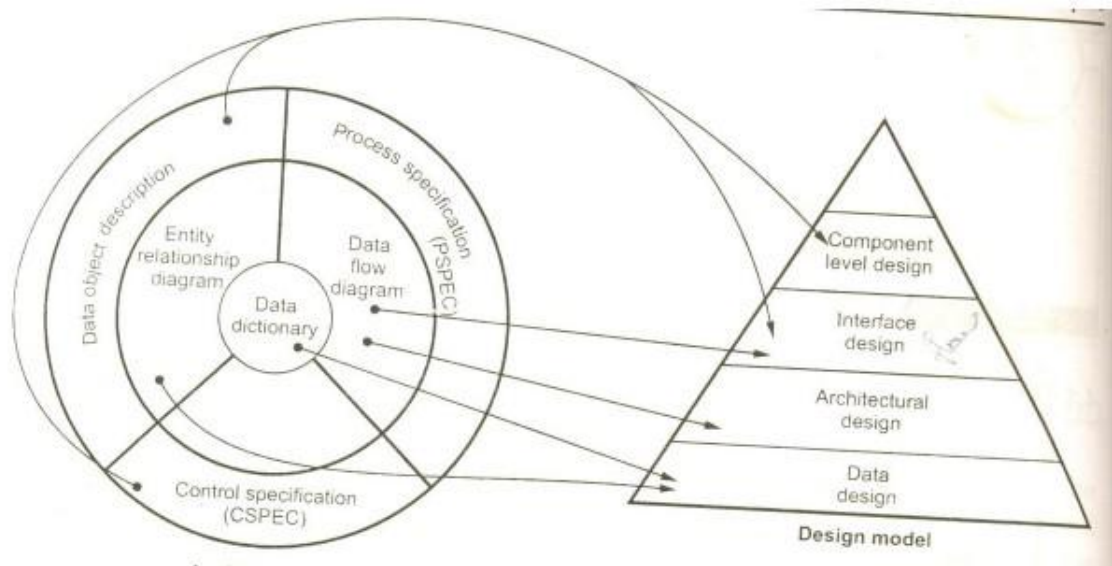 Data object description
Process specification
(PSPEC)
Entity
relationship
diagram
Data
flow
diagram
Data
dictionary
Control specification
(CSPEC)
Component
level design
Interface
design
Architectural
design
Data
design
Design model